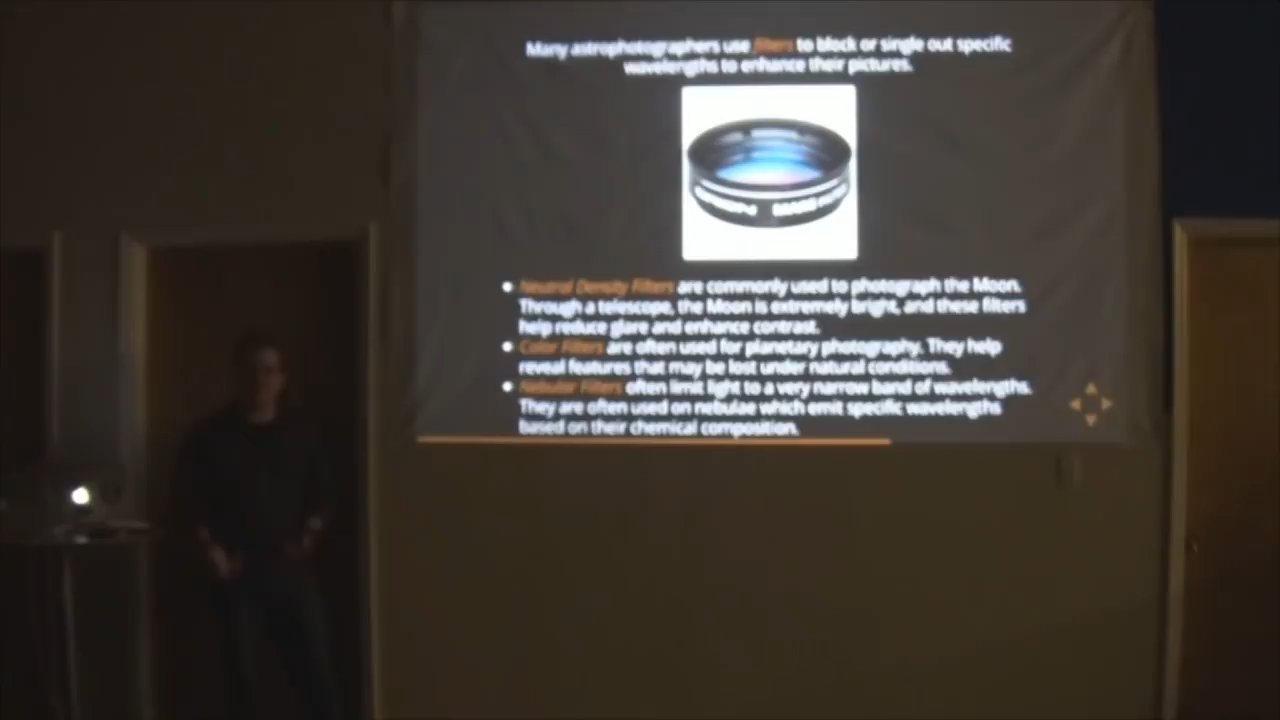 Many astrophotographers use filters to block or single out specific
wavelengths to enhance their pictures.
Neutral Density Filters are commonly used to photograph the Moon.
Through a telescope, the Moon is extremely bright, and these filters
help reduce glare and enhance contrast.
Color Filters are often used for planetary photography. They help
reveal features that may be lost under natural conditions.
Nebular Filters often limit light to a very narrow band of wavelengths.
They are often used on nebulae which emit specific wavelengths
based on their chemical composition.